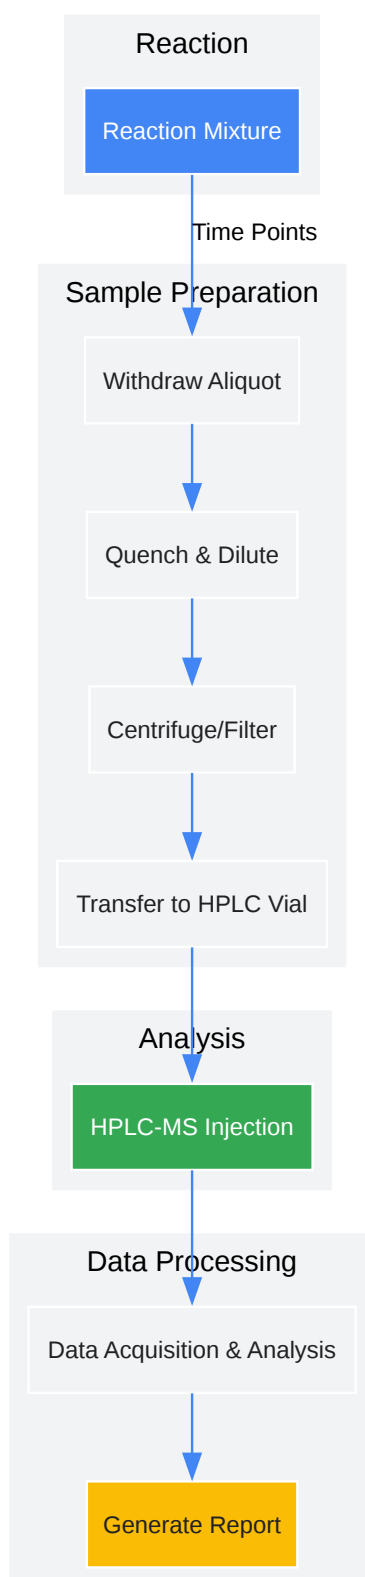 Reaction
Reaction Mixture
Time Points
Sample Preparation
Withdraw Aliquot
Quench & Dilute
Centrifuge/Filter
Transfer to HPLC Vial
Analysis
HPLC-MS Injection
Data Processing
Data Acquisition & Analysis
Generate Report